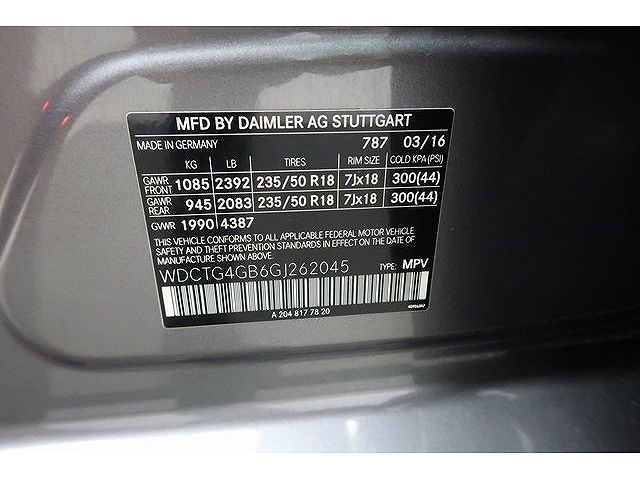 MFD BY DAIMLER AG STUTTGART
MADE IN GERMANY 787 03/16
KG LB TIRES RIM SIZE COLD KPA (PSI)
GAWR FRONT 1085 2392 235/50 R18 7Jx18 300(44)
GAWR REAR 945 2083 235/50 R18 7Jx18 300(44)
GVWR 1990 4387
THIS VEHICLE CONFORMS TO ALL APPLICABLE FEDERAL MOTOR VEHICLE
SAFETY AND THEFT PREVENTION STANDARDS IN EFFECT ON THE DATE
OF MANUFACTURE SHOWN ABOVE.
WDCTG4GB6GJ262045 TYPE: MPV
A 204 817 78 20